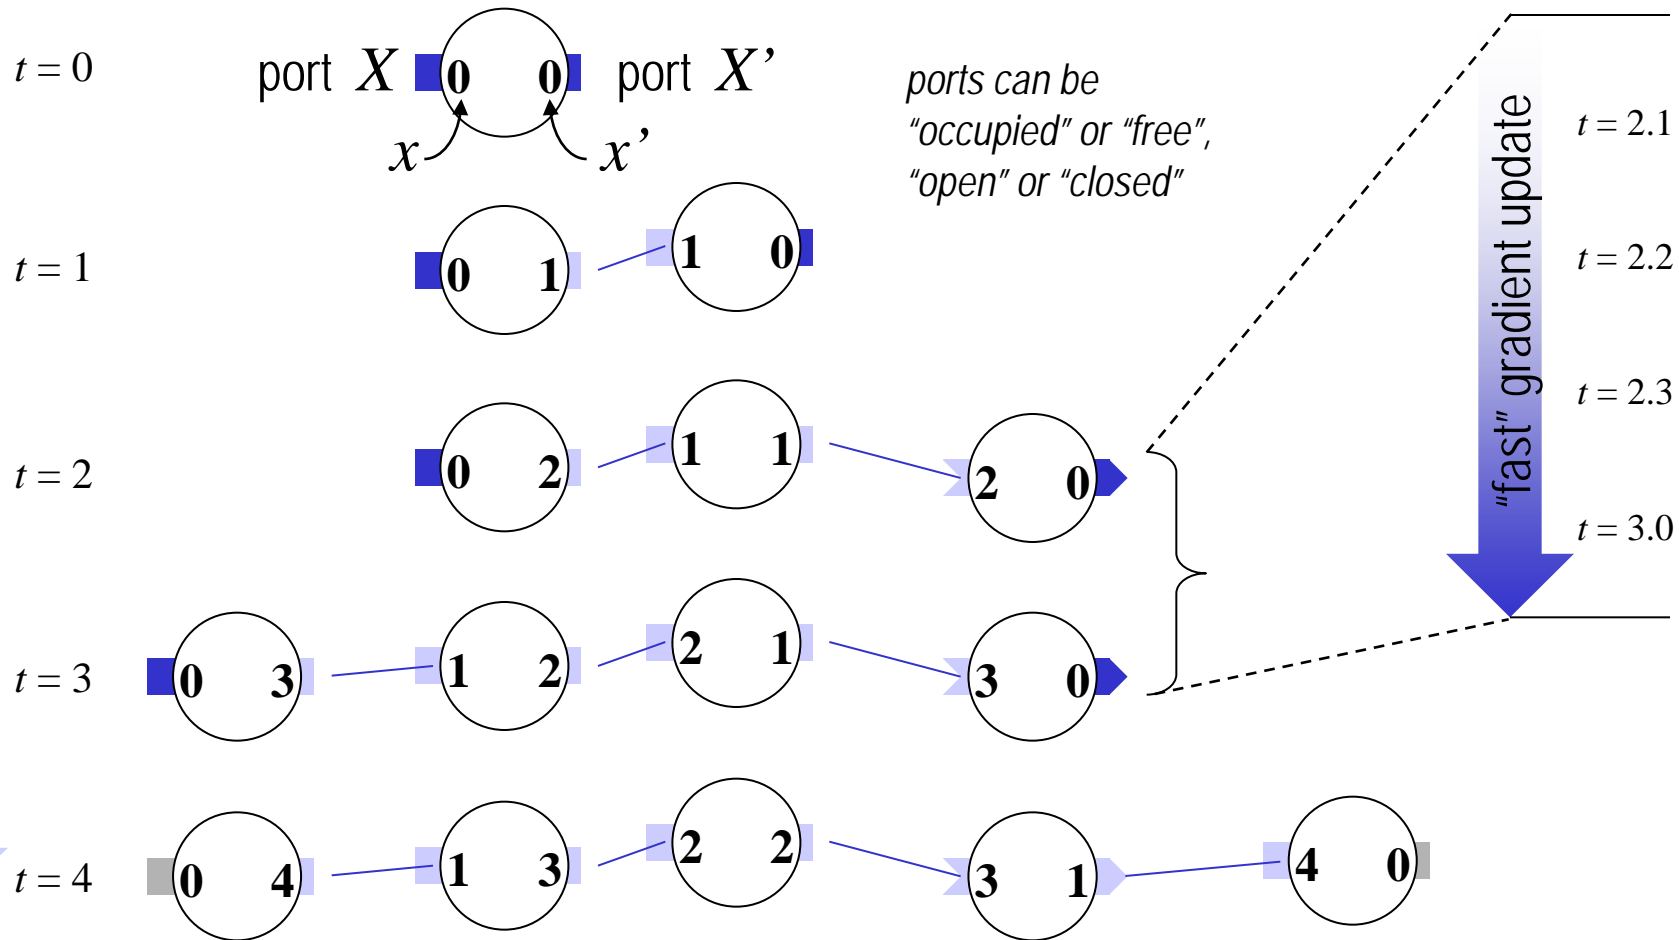 t = 0
port X 0 0 port X’
x x’
ports can be
“occupied” or “free”,
“open” or “closed”
t = 1
0 1 1 0
t = 2
0 2 1 1 2 0
t = 3
0 3 1 2 2 1 3 0
t = 4
0 4 1 3 2 2 3 1 4 0
“fast” gradient update
t = 2.1
t = 2.2
t = 2.3
t = 3.0